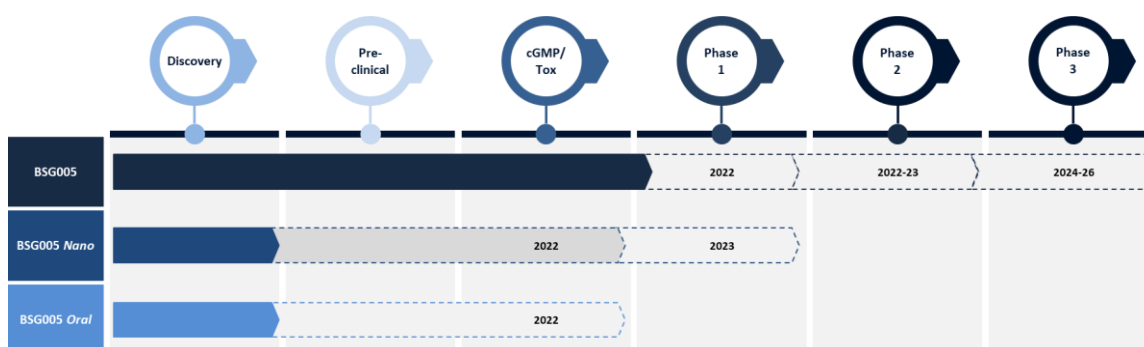 Discovery
Pre-
clinical
cGMP/
Tox
Phase
1
Phase
2
Phase
3
BSG005
2022
2022-23
2024-26
BSG005 Nano
2022
2023
BSG005 Oral
2022